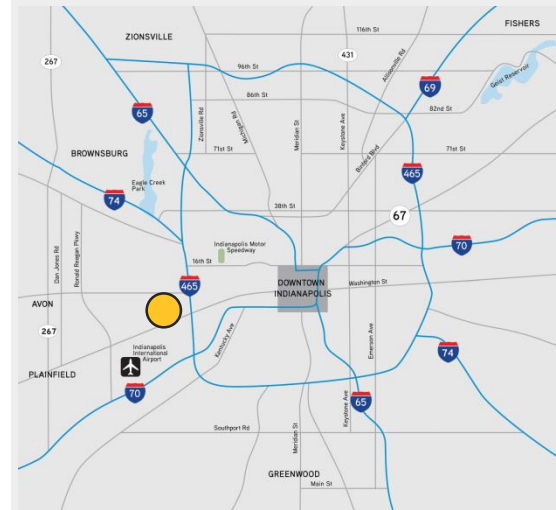 ZIONSVILLE
FISHERS
116th St
267
431
Allisonville Rd
96th St
Geist Reservoir
69
86th St
82nd St
65
Zionsville Rd
Michigan Rd
Meridian St
Keystone Ave
Binford Blvd
BROWNSBURG
71st St
71st St
465
Eagle Creek
Park
74
38th St
67
Indianapolis Motor
Speedway
70
Dan Jones Rd
Ronald Reagan Pkwy
16th St
465
DOWNTOWN
INDIANAPOLIS
Washington St
AVON
267
Kentucky Ave
Emerson Ave
Indianapolis
International
Airport
74
PLAINFIELD
70
65
Keystone Ave
Southport Rd
Meridian St
GREENWOOD
Main St